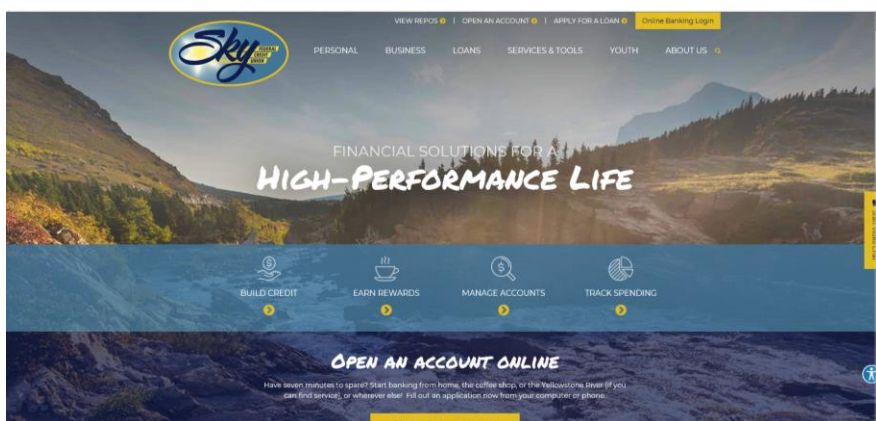 VIEW REPOS | OPEN AN ACCOUNT | APPLY FOR A LOAN Online Banking Login
Sky FEDERAL CREDIT UNION
PERSONAL BUSINESS LOANS SERVICES & TOOLS YOUTH ABOUT US
FINANCIAL SOLUTIONS FOR A
HIGH-PERFORMANCE LIFE
BUILD CREDIT EARN REWARDS MANAGE ACCOUNTS TRACK SPENDING
OPEN AN ACCOUNT ONLINE
Have seven minutes to spare? Start banking from home, the coffee shop, or the Yellowstone River (if you
can find service), or wherever else! Fill out an application now from your computer or phone.